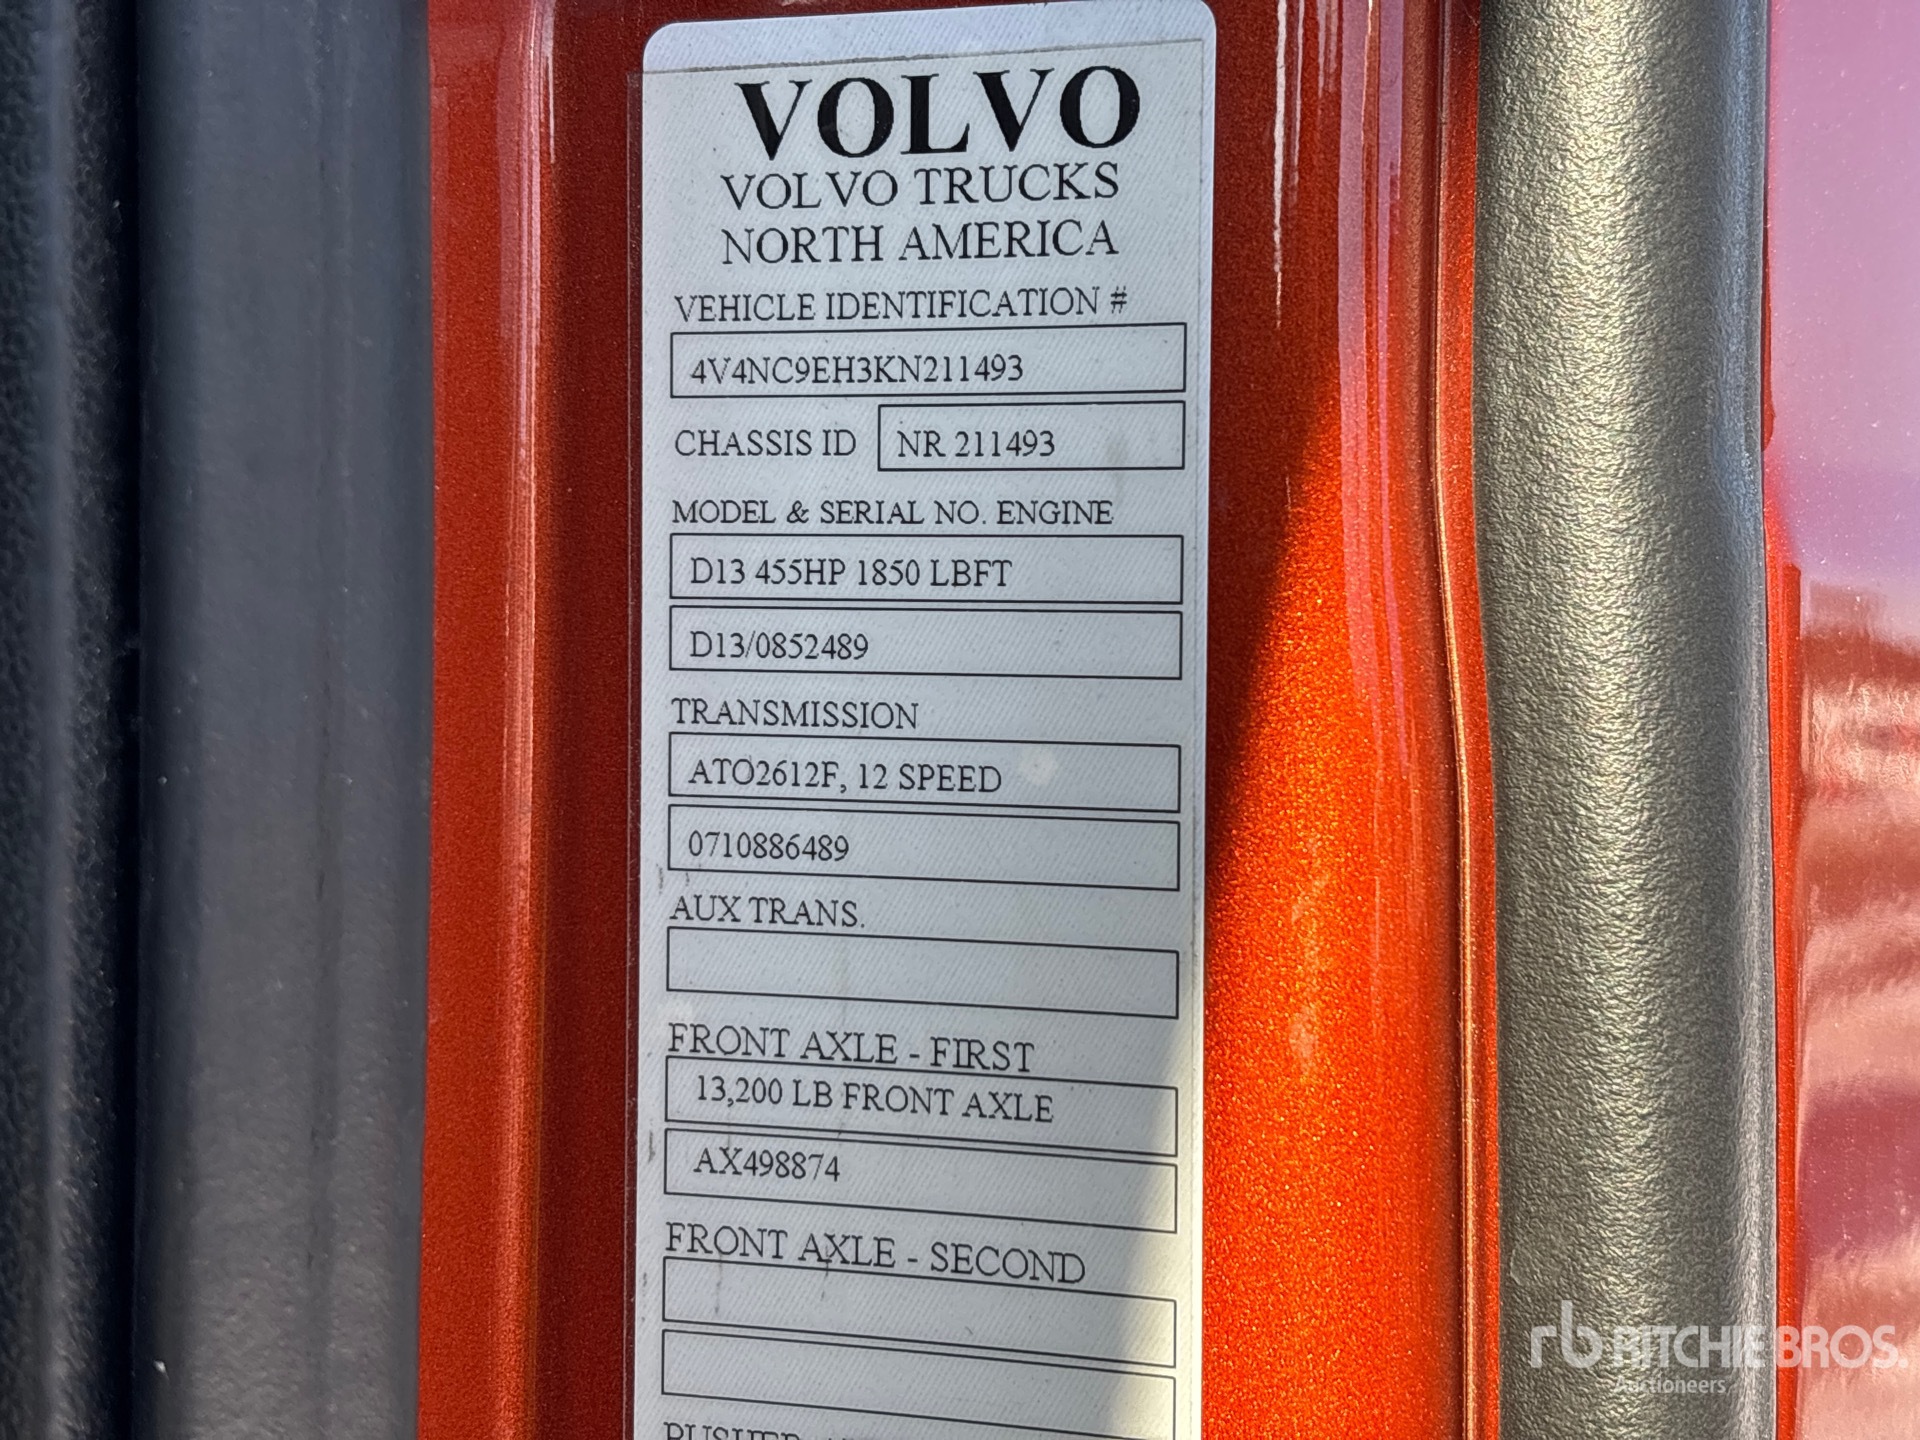 VOLVO
VOLVO TRUCKS
NORTH AMERICA
VEHICLE IDENTIFICATION #
4V4NC9EH3KN211493
CHASSIS ID NR 211493
MODEL & SERIAL NO. ENGINE
D13 455HP 1850 LBFT
D13/0852489
TRANSMISSION
ATO2612F, 12 SPEED
0710886489
AUX TRANS.
FRONT AXLE - FIRST
13,200 LB FRONT AXLE
AX498874
FRONT AXLE - SECOND
PUSHER
rb RITCHIE BROS.
Auctioneers